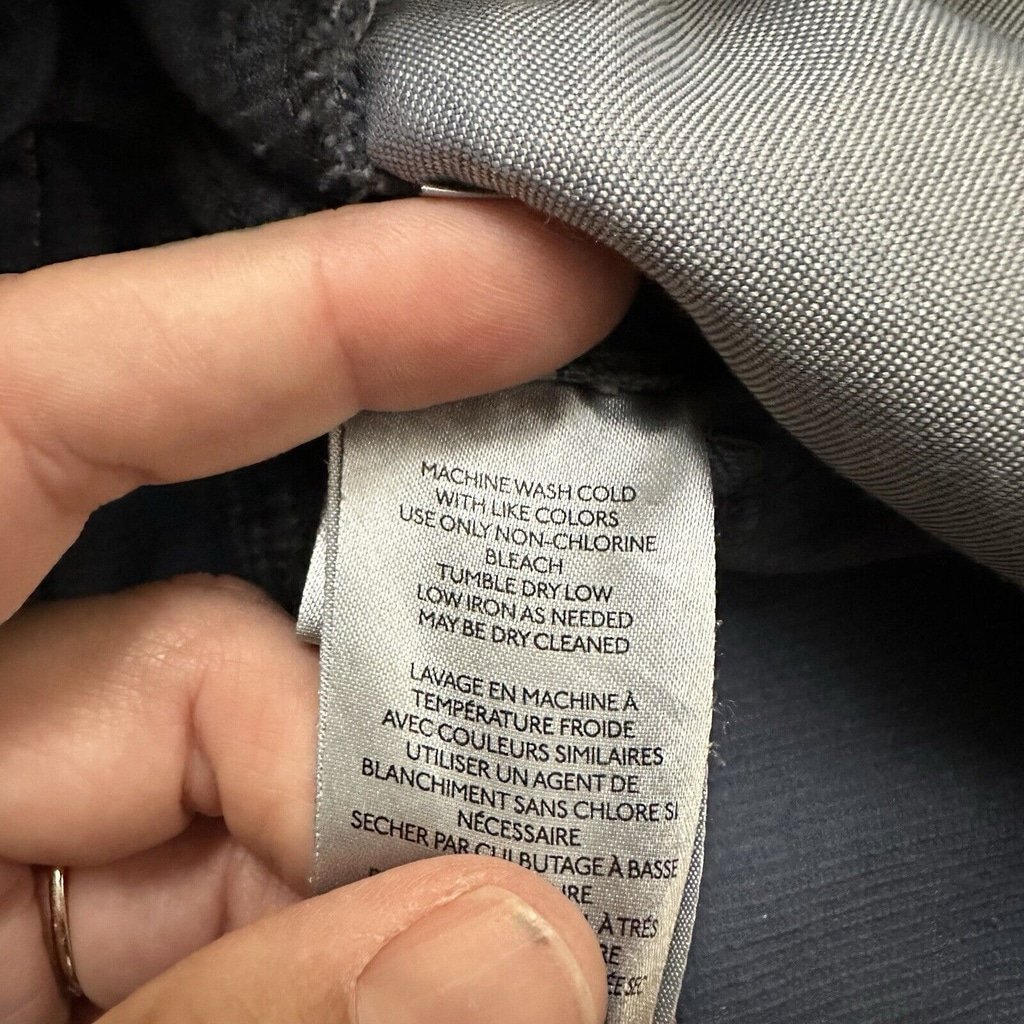 MACHINE WASH COLD
WITH LIKE COLORS
USE ONLY NON-CHLORINE
BLEACH
TUMBLE DRY LOW
LOW IRON AS NEEDED
MAY BE DRY CLEANED
LAVAGE EN MACHINE À
TEMPÉRATURE FROIDE
AVEC COULEURS SIMILAIRES
UTILISER UN AGENT DE
BLANCHIMENT SANS CHLORE SI
NÉCESSAIRE
SECHER PAR CULBUTAGE À BASSE
À TRÉS